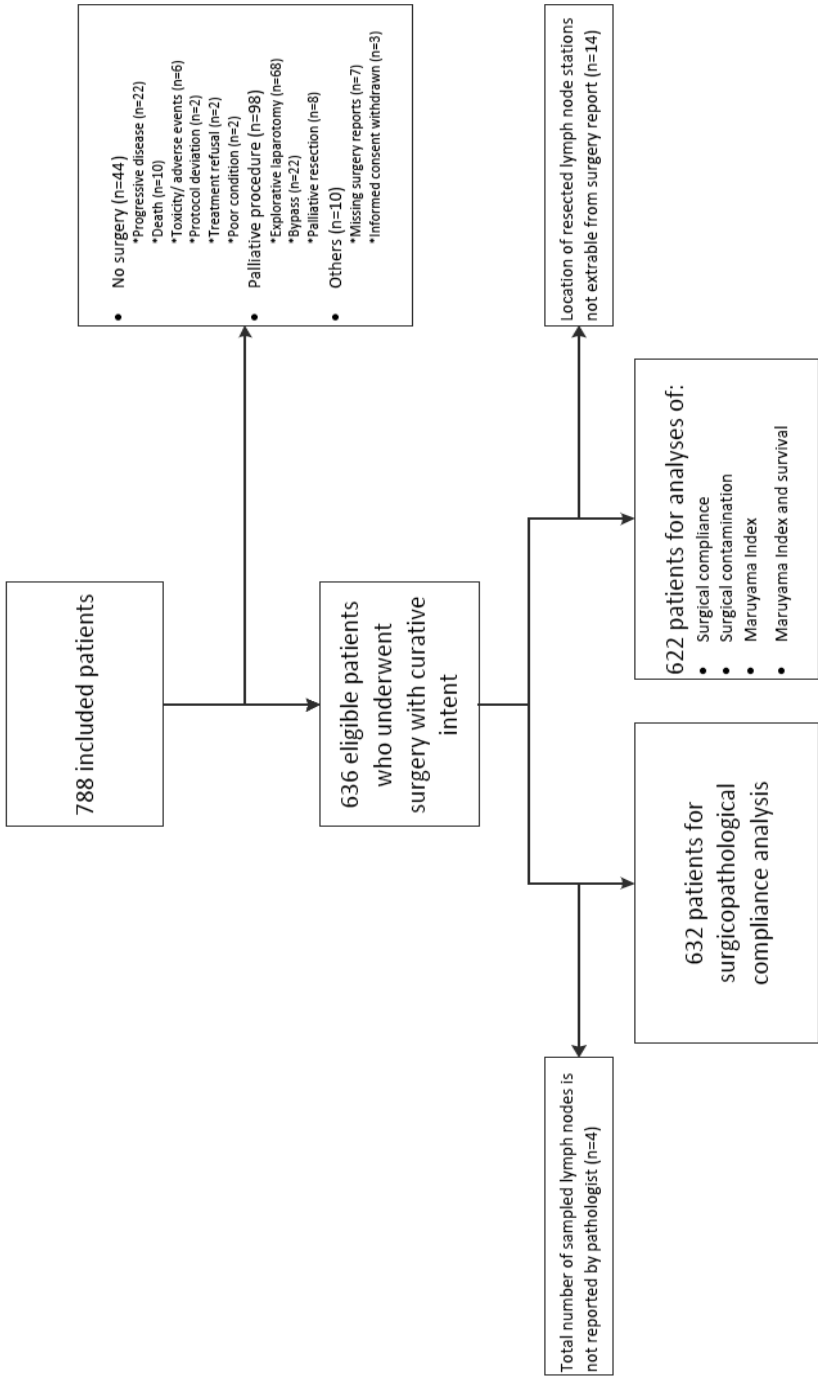 788 included patients
• No surgery (n=44)
*Progressive disease (n=22)
*Death (n=10)
*Toxicity/ adverse events (n=6)
*Protocol deviation (n=2)
*Treatment refusal (n=2)
*Poor condition (n=2)
• Palliative procedure (n=98)
*Explorative laparotomy (n=68)
*Bypass (n=22)
*Palliative resection (n=8)
• Others (n=10)
*Missing surgery reports (n=7)
*Informed consent withdrawn (n=3)
636 eligible patients
who underwent
surgery with curative
intent
Total number of sampled lymph nodes is
not reported by pathologist (n=4)
Location of resected lymph node stations
not extrable from surgery report (n=14)
632 patients for
surgicopathological
compliance analysis
622 patients for analyses of:
• Surgical compliance
• Surgical contamination
• Maruyama Index
• Maruyama Index and survival